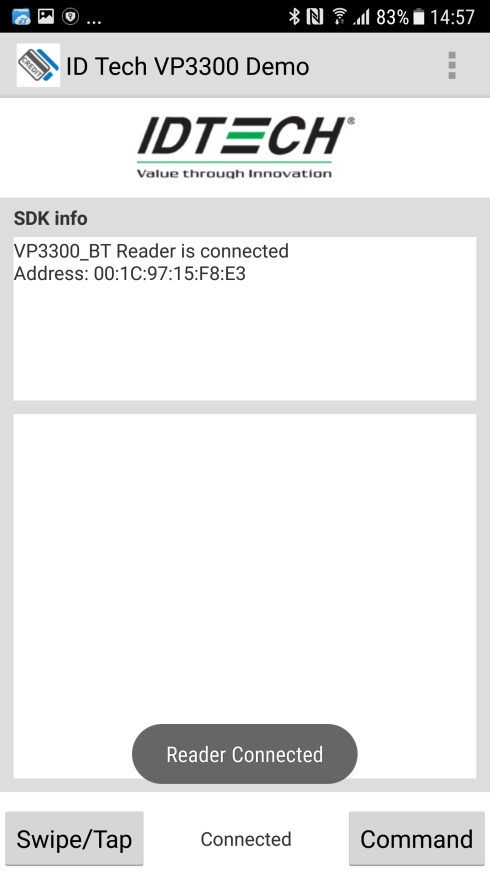 ... 83% 14:57
CREDIT
ID Tech VP3300 Demo
IDTECH®
Value through Innovation
SDK info
VP3300_BT Reader is connected
Address: 00:1C:97:15:F8:E3
Reader Connected
Swipe/Tap
Connected
Command